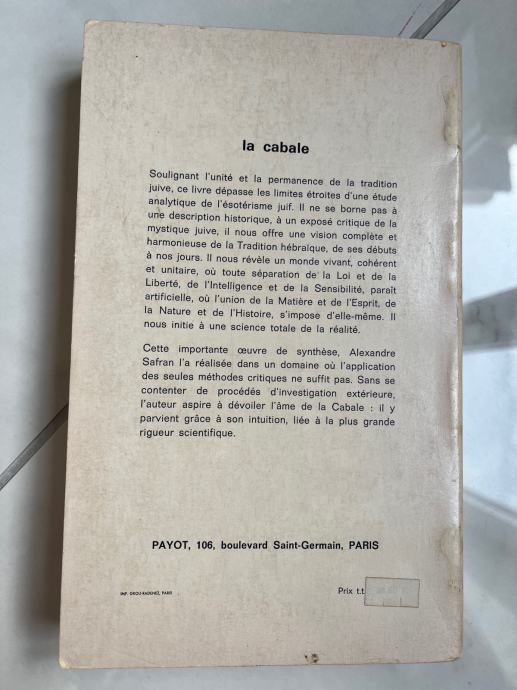 la cabale
Soulignant l'unité et la permanence de la tradition
juive, ce livre dépasse les limites étroites d'une étude
analytique de l'ésotérisme juif. Il ne se borne pas à
une description historique, à un exposé critique de la
mystique juive, il nous offre une vision complète et
harmonieuse de la Tradition hébraïque, de ses débuts
à nos jours. Il nous révèle un monde vivant, cohérent
et unitaire, où toute séparation de la Loi et de la
Liberté, de l'Intelligence et de la Sensibilité, paraît
artificielle, où l'union de la Matière et de l'Esprit, de
la Nature et de l'Histoire, s'impose d'elle-même. Il
nous initie à une science totale de la réalité.
Cette importante œuvre de synthèse, Alexandre
Safran l'a réalisée dans un domaine où l'application
des seules méthodes critiques ne suffit pas. Sans se
contenter de procédés d'investigation extérieure,
l'auteur aspire à dévoiler l'âme de la Cabale : il y
parvient grâce à son intuition, liée à la plus grande
rigueur scientifique.
PAYOT, 106, boulevard Saint-Germain, PARIS
IMP. GROU-RADENEZ, PARIS
Prix t.t